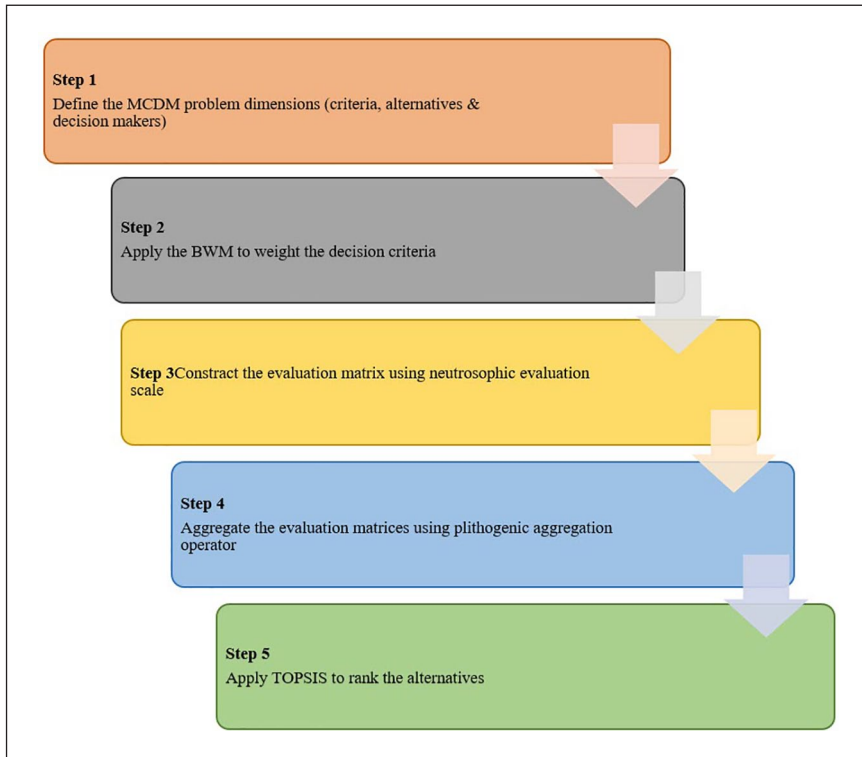 Step 1
Define the MCDM problem dimensions (criteria, alternatives &
decision makers)
Step 2
Apply the BWM to weight the decision criteria
Step 3Constract the evaluation matrix using neutrosophic evaluation
scale
Step 4
Aggregate the evaluation matrices using plithogenic aggregation
operator
Step 5
Apply TOPSIS to rank the alternatives